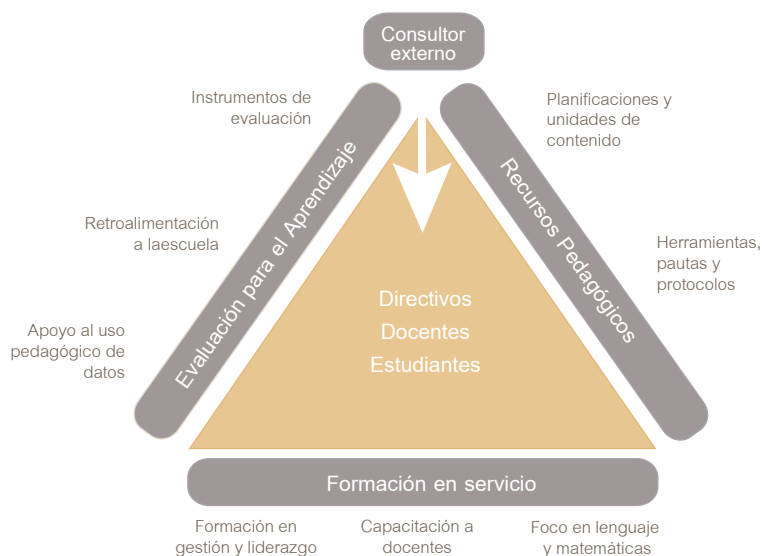 Consultor
externo
Instrumentos de
evaluación
Planificaciones y
unidades de
contenido
Evaluación para el Aprendizaje
Recursos Pedagógicos
Retroalimentación
a laescuela
Herramientas,
pautas y
protocolos
Apoyo al uso
pedagógico de
datos
Directivos
Docentes
Estudiantes
Formación en servicio
Formación en
gestión y liderazgo
Capacitación a
docentes
Foco en lenguaje
y matemáticas